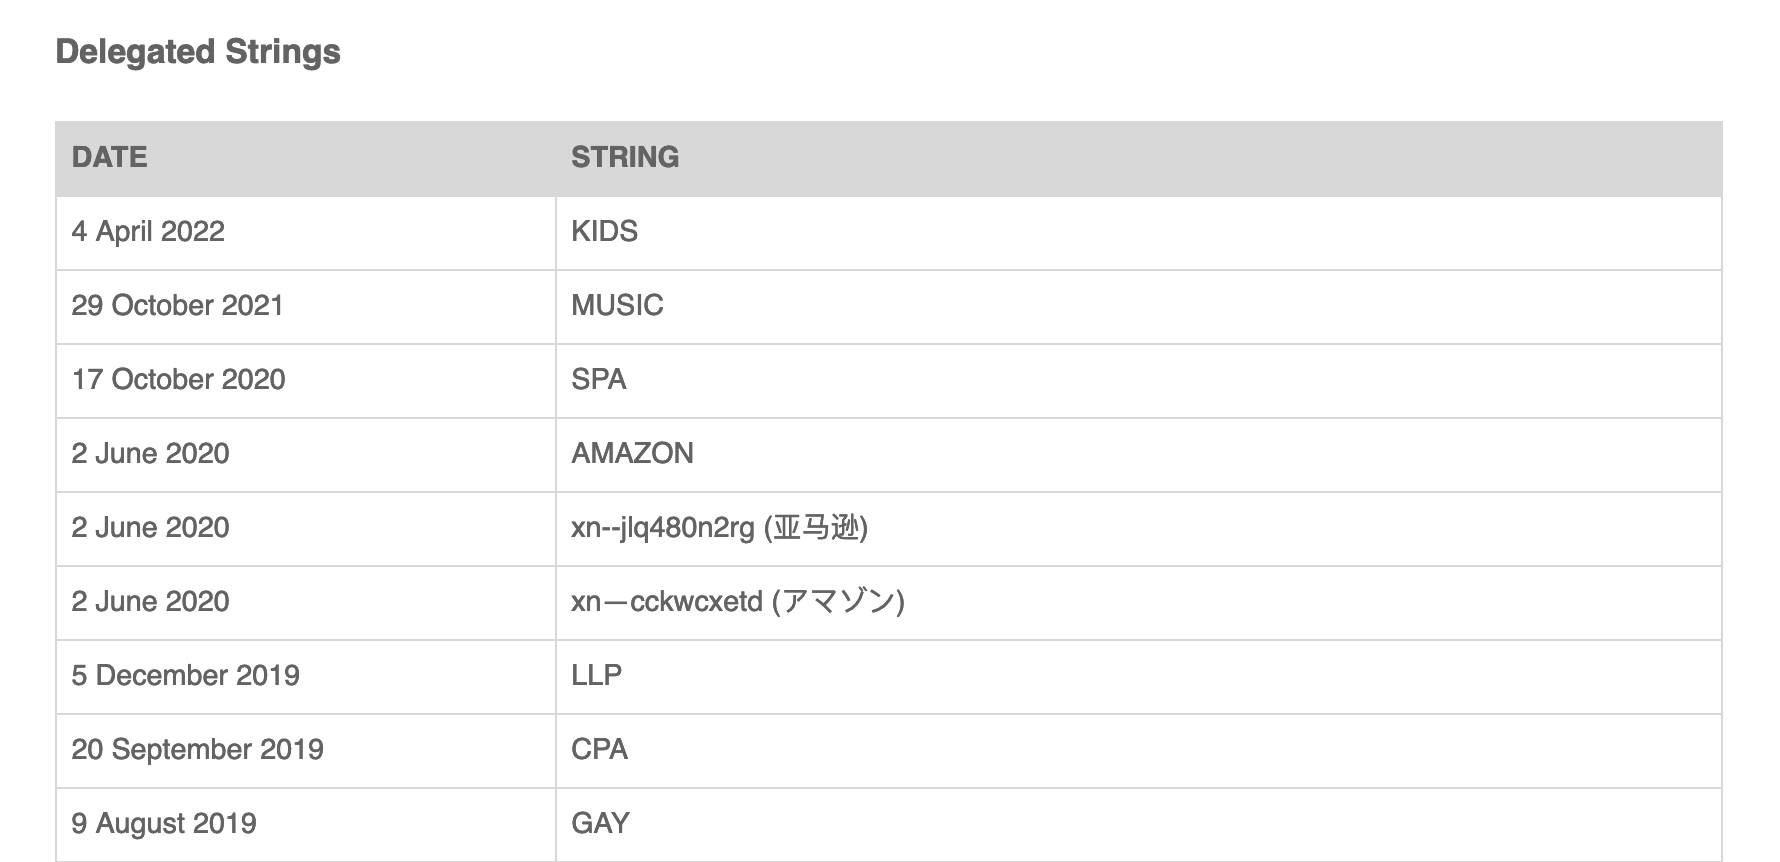 Delegated Strings
DATE STRING
4 April 2022 KIDS
29 October 2021 MUSIC
17 October 2020 SPA
2 June 2020 AMAZON
2 June 2020 xn--jlq480n2rg (亚马逊)
2 June 2020 xn—cckwcxetd (アマゾン)
5 December 2019 LLP
20 September 2019 CPA
9 August 2019 GAY